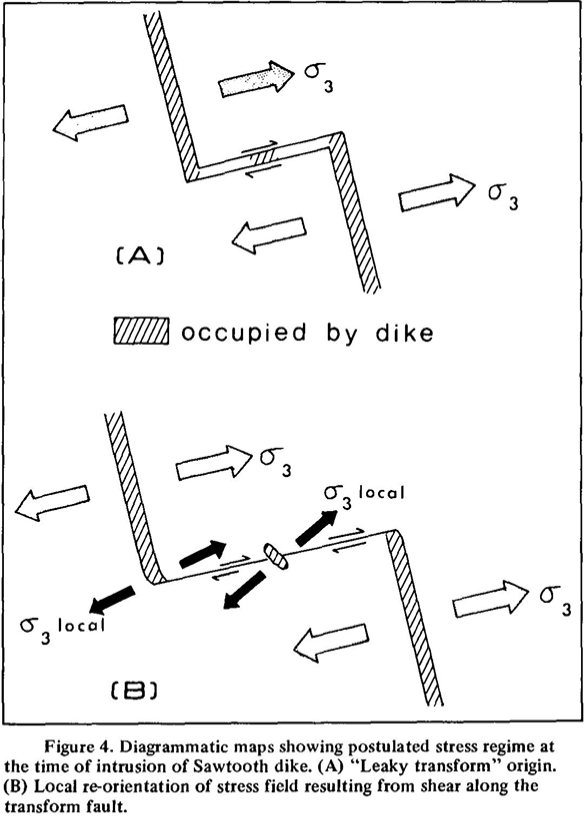 σ3
σ3
(A)
occupied by dike
σ3
σ3 local
σ3
σ3 local
(B)
Figure 4. Diagrammatic maps showing postulated stress regime at
the time of intrusion of Sawtooth dike. (A) “Leaky transform” origin.
(B) Local re-orientation of stress field resulting from shear along the
transform fault.